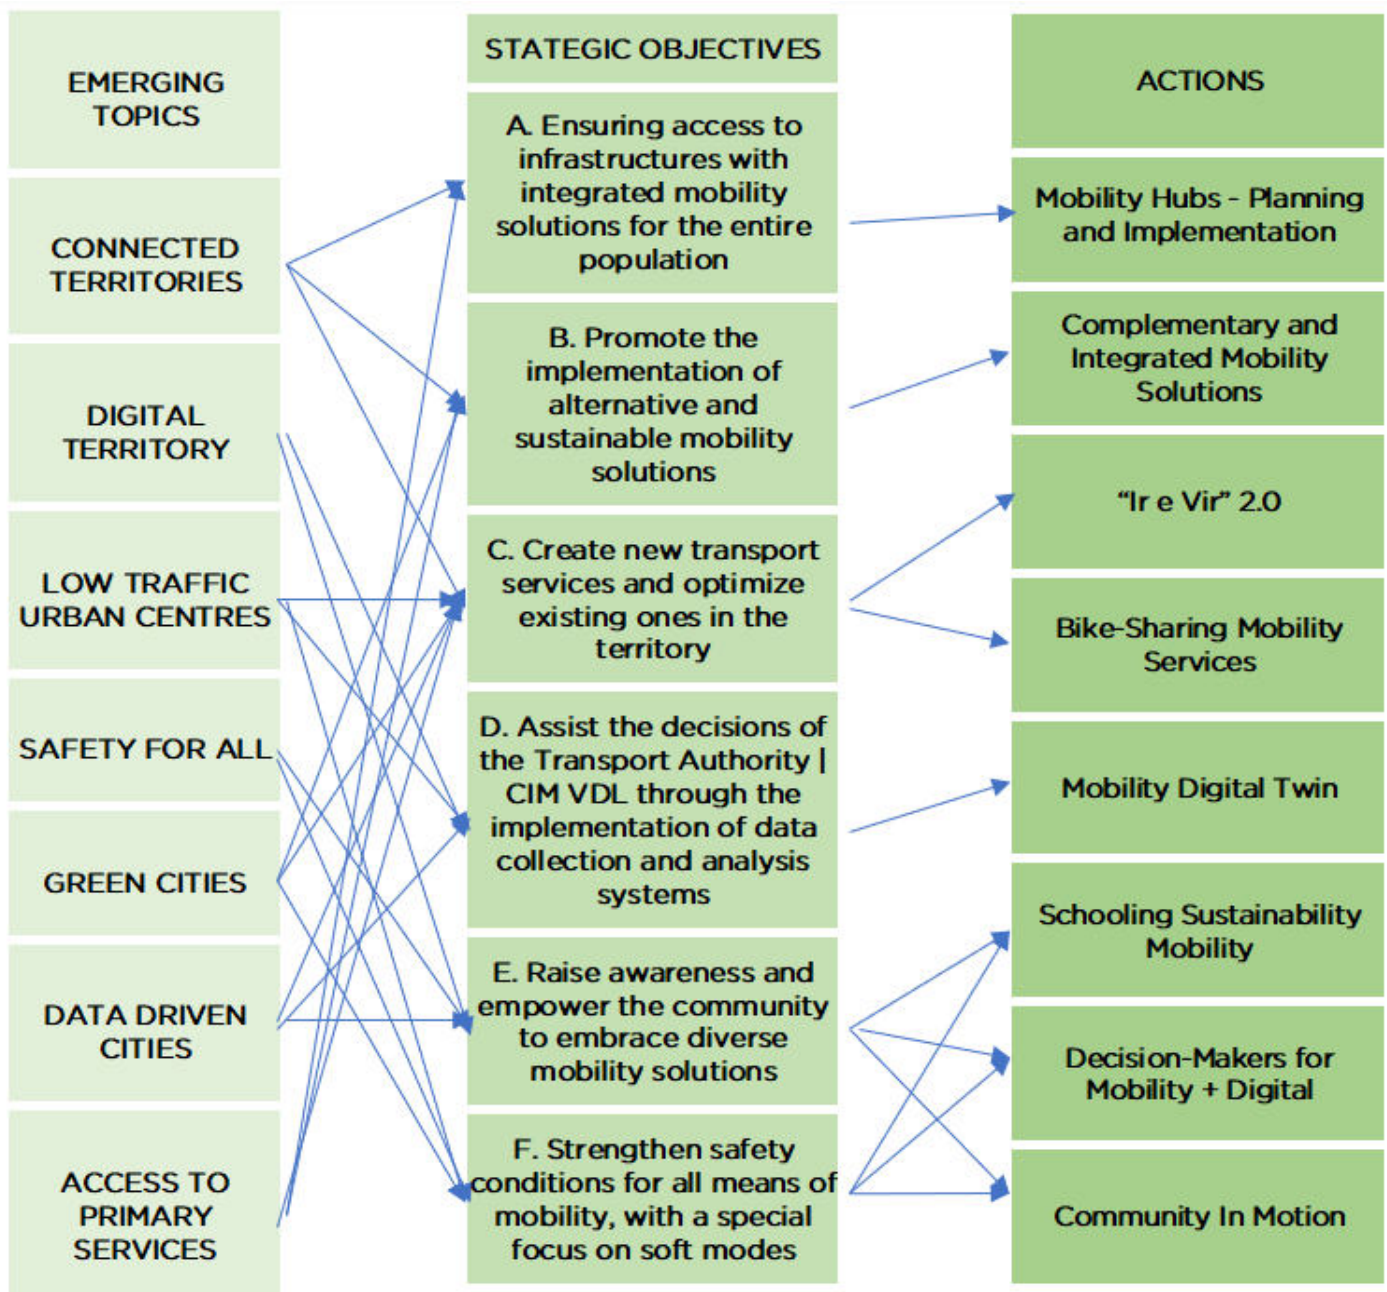 EMERGING
TOPICS
CONNECTED
TERRITORIES
DIGITAL
TERRITORY
LOW TRAFFIC
URBAN CENTRES
SAFETY FOR ALL
GREEN CITIES
DATA DRIVEN
CITIES
ACCESS TO
PRIMARY
SERVICES
STATEGIC OBJECTIVES
A. Ensuring access to
infrastructures with
integrated mobility
solutions for the entire
population
B. Promote the
implementation of
alternative and
sustainable mobility
solutions
C. Create new transport
services and optimize
existing ones in the
territory
D. Assist the decisions of
the Transport Authority |
CIM VDL through the
implementation of data
collection and analysis
systems
E. Raise awareness and
empower the community
to embrace diverse
mobility solutions
F. Strengthen safety
conditions for all means of
mobility, with a special
focus on soft modes
ACTIONS
Mobility Hubs - Planning
and Implementation
Complementary and
Integrated Mobility
Solutions
“Ir e Vir” 2.0
Bike-Sharing Mobility
Services
Mobility Digital Twin
Schooling Sustainability
Mobility
Decision-Makers for
Mobility + Digital
Community In Motion